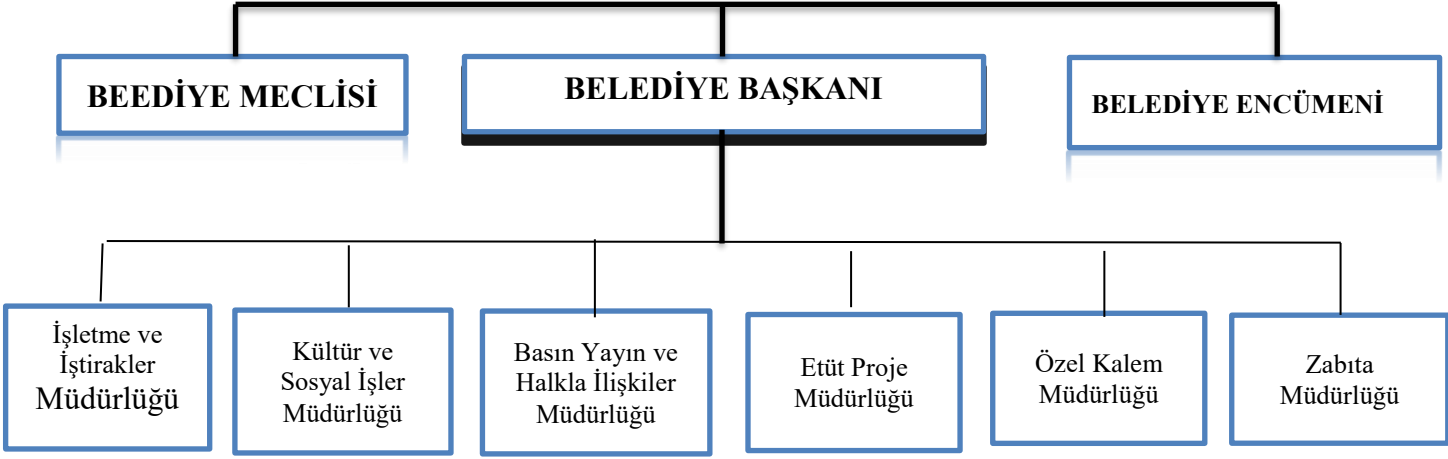 BEEDİYE MECLİSİ
BELEDİYE BAŞKANI
BELEDİYE ENCÜMENİ
İşletme ve
İştirakler
Müdürlüğü
Kültür ve
Sosyal İşler
Müdürlüğü
Basın Yayın ve
Halkla İlişkiler
Müdürlüğü
Etüt Proje
Müdürlüğü
Özel Kalem
Müdürlüğü
Zabıta
Müdürlüğü